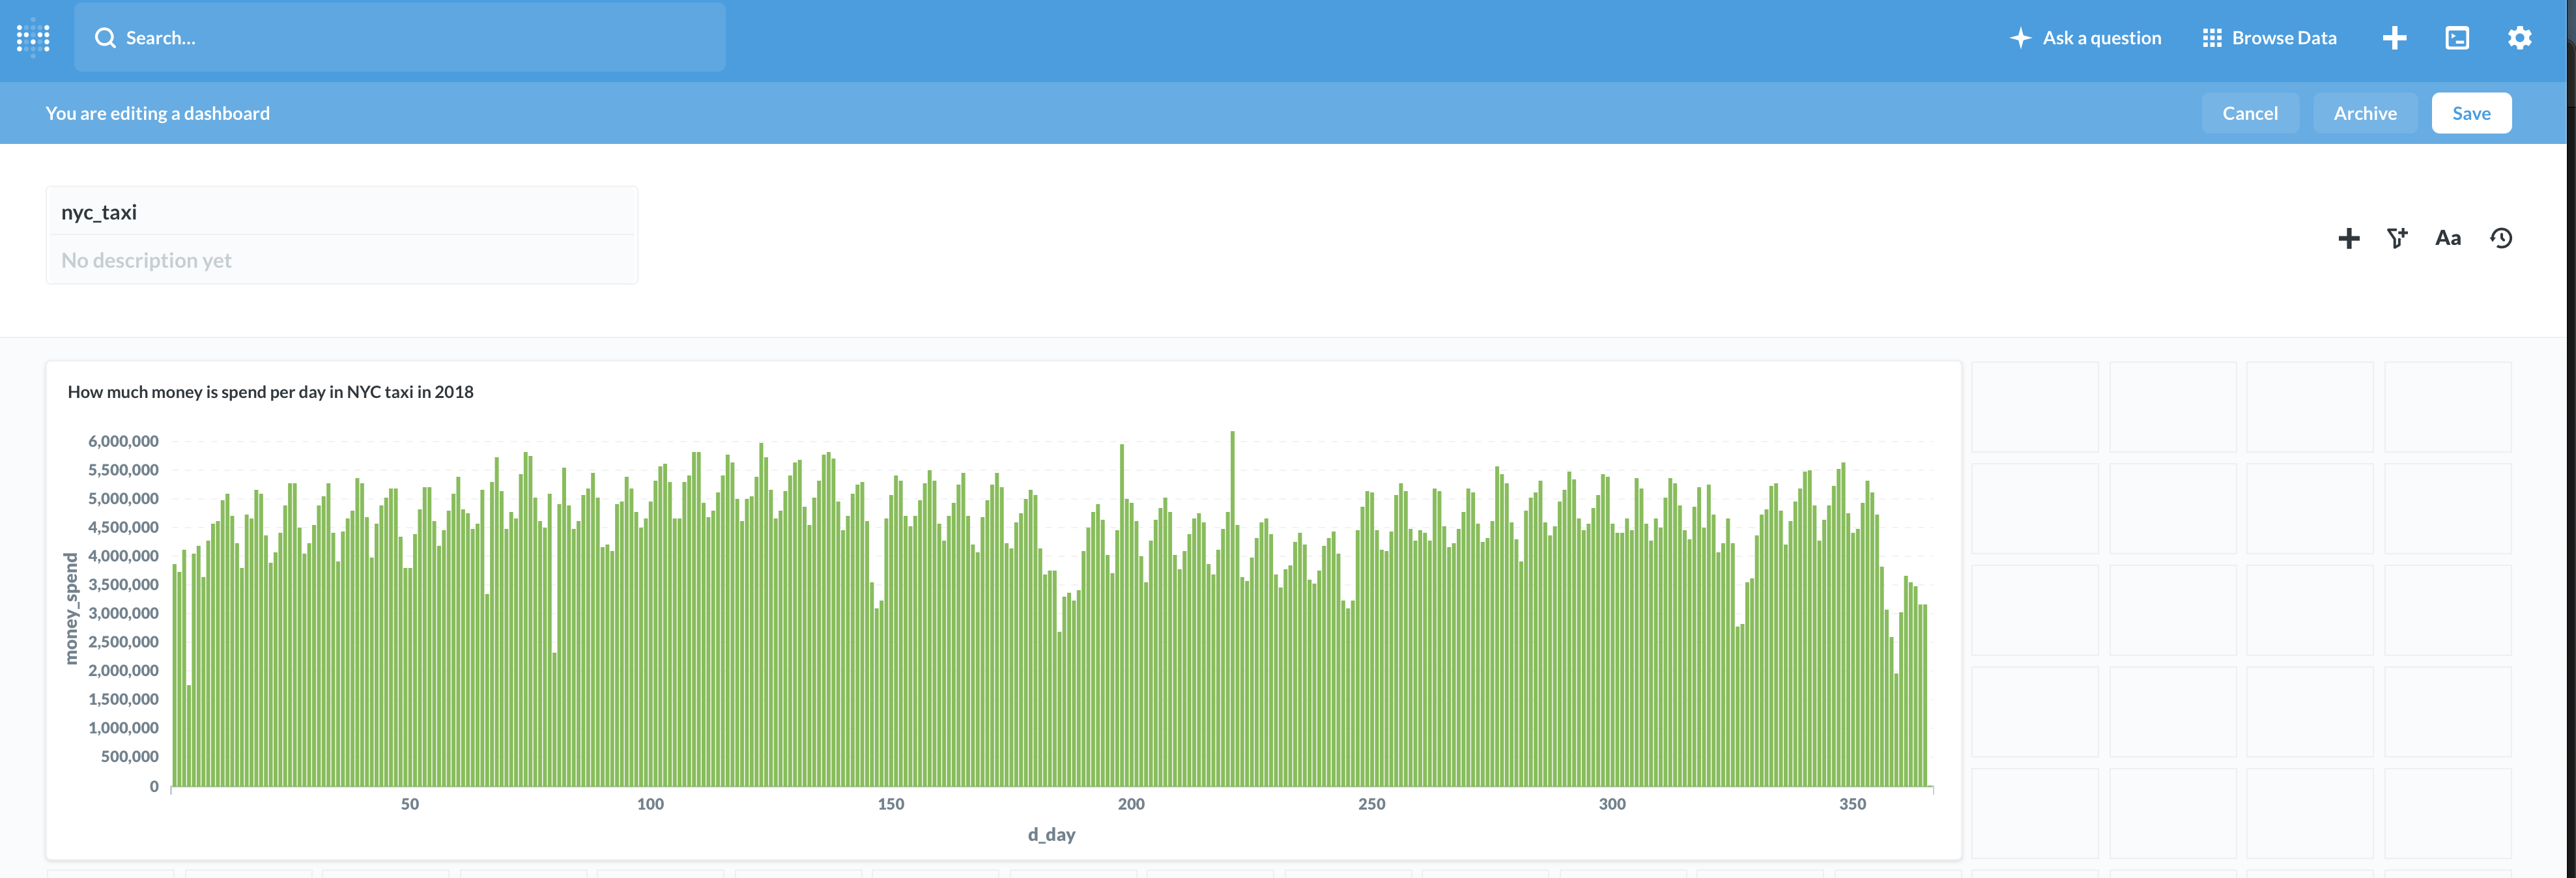 Search...
Ask a question
Browse Data
You are editing a dashboard
Cancel
Archive
Save
nyc_taxi
No description yet
Aa
How much money is spend per day in NYC taxi in 2018
6,000,000
5,500,000
5,000,000
4,500,000
4,000,000
3,500,000
3,000,000
2,500,000
2,000,000
1,500,000
1,000,000
500,000
0
money_spend
50
100
150
200
250
300
350
d_day